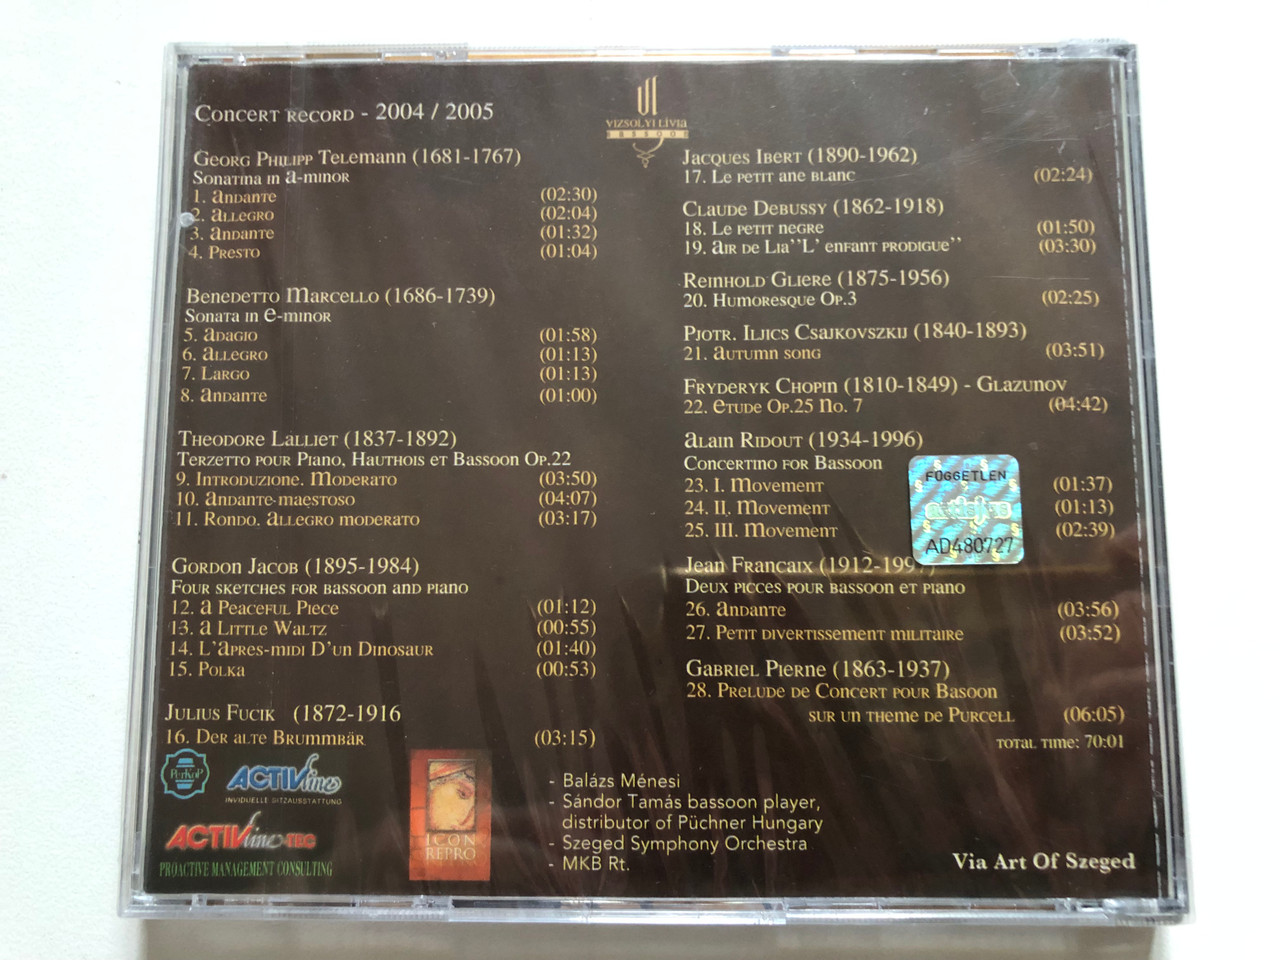 Concert record - 2004 / 2005
VIZSOLYI LÍVIA
BASSOON
Georg Philipp Telemann (1681-1767)
Sonatina in a-minor
1. andante (02:30)
2. allegro (02:04)
3. andante (01:32)
4. Presto (01:04)
Benedetto Marcello (1686-1739)
Sonata in e-minor
5. adagio (01:58)
6. allegro (01:13)
7. Largo (01:13)
8. andante (01:00)
Theodore Lalliet (1837-1892)
Terzetto pour Piano, Hauthois et Bassoon Op.22
9. Introduzione. Moderato (03:50)
10. andante-maestoso (04:07)
11. Rondo. allegro moderato (03:17)
Gordon Jacob (1895-1984)
Four sketches for bassoon and piano
12. a Peaceful Piece (01:12)
13. a Little Waltz (00:55)
14. L'apres-midi D'un Dinosaur (01:40)
15. Polka (00:53)
Julius Fucik (1872-1916
16. Der alte Brummbär (03:15)
Jacques Ibert (1890-1962)
17. Le petit ane blanc (02:24)
Claude Debussy (1862-1918)
18. Le petit negre (01:50)
19. air de Lia"L' enfant prodigue" (03:30)
Reinhold Gliere (1875-1956)
20. Humoresque Op.3 (02:25)
Pjotr. Iljics Csajkovszkij (1840-1893)
21. autumn song (03:51)
Fryderyk Chopin (1810-1849) - Glazunov
22. etude Op.25 no. 7 (04:42)
alain Ridout (1934-1996)
Concertino for Bassoon
23. I. Movement (01:37)
24. II. Movement (01:13)
25. III. Movement (02:39)
FÜGGETLEN
artisjus
AD480727
Jean Francaix (1912-1997)
Deux picces pour bassoon et piano
26. andante (03:56)
27. Petit divertissement militaire (03:52)
Gabriel Pierne (1863-1937)
28. Prelude de Concert pour Basoon
sur un theme de Purcell (06:05)
total time: 70:01
PerKoP
ACTIVline
INVIDUELLE SITZAUSSTATTUNG
ACTIVline-TEC
PROACTIVE MANAGEMENT CONSULTING
ICON
REPRO
- Balázs Ménesi
- Sándor Tamás bassoon player,
distributor of Püchner Hungary
- Szeged Symphony Orchestra
- MKB Rt.
Via Art Of Szeged